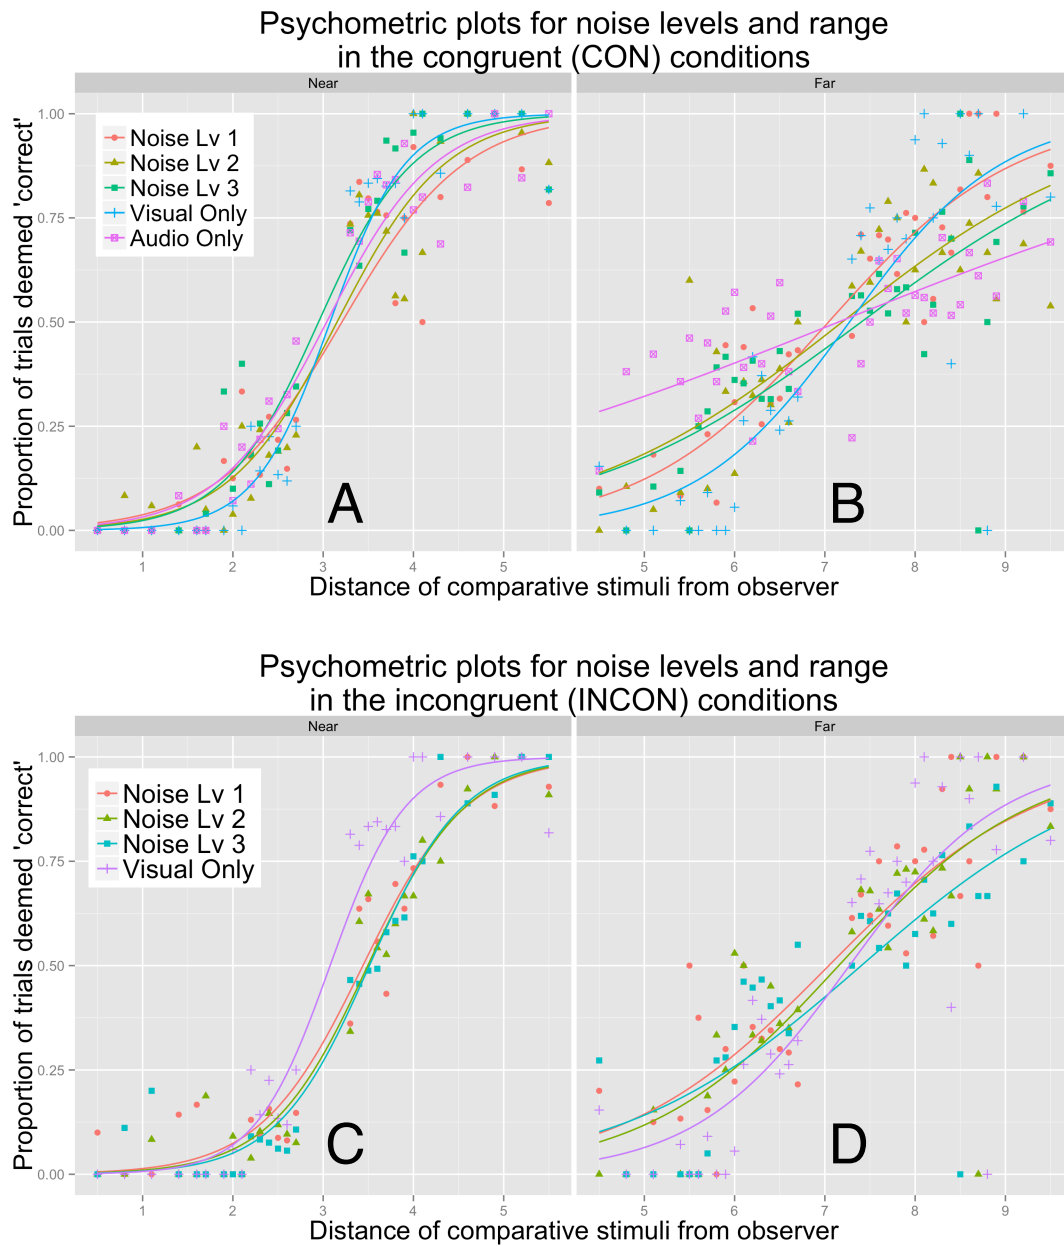 Psychometric plots for noise levels and range
in the congruent (CON) conditions
Near
Far
Proportion of trials deemed 'correct'
1.00
0.75
0.50
0.25
0.00
Noise Lv 1
Noise Lv 2
Noise Lv 3
Visual Only
Audio Only
A
B
1 2 3 4 5
5 6 7 8 9
Distance of comparative stimuli from observer
Psychometric plots for noise levels and range
in the incongruent (INCON) conditions
Near
Far
Proportion of trials deemed 'correct'
1.00
0.75
0.50
0.25
0.00
Noise Lv 1
Noise Lv 2
Noise Lv 3
Visual Only
C
D
1 2 3 4 5
5 6 7 8 9
Distance of comparative stimuli from observer